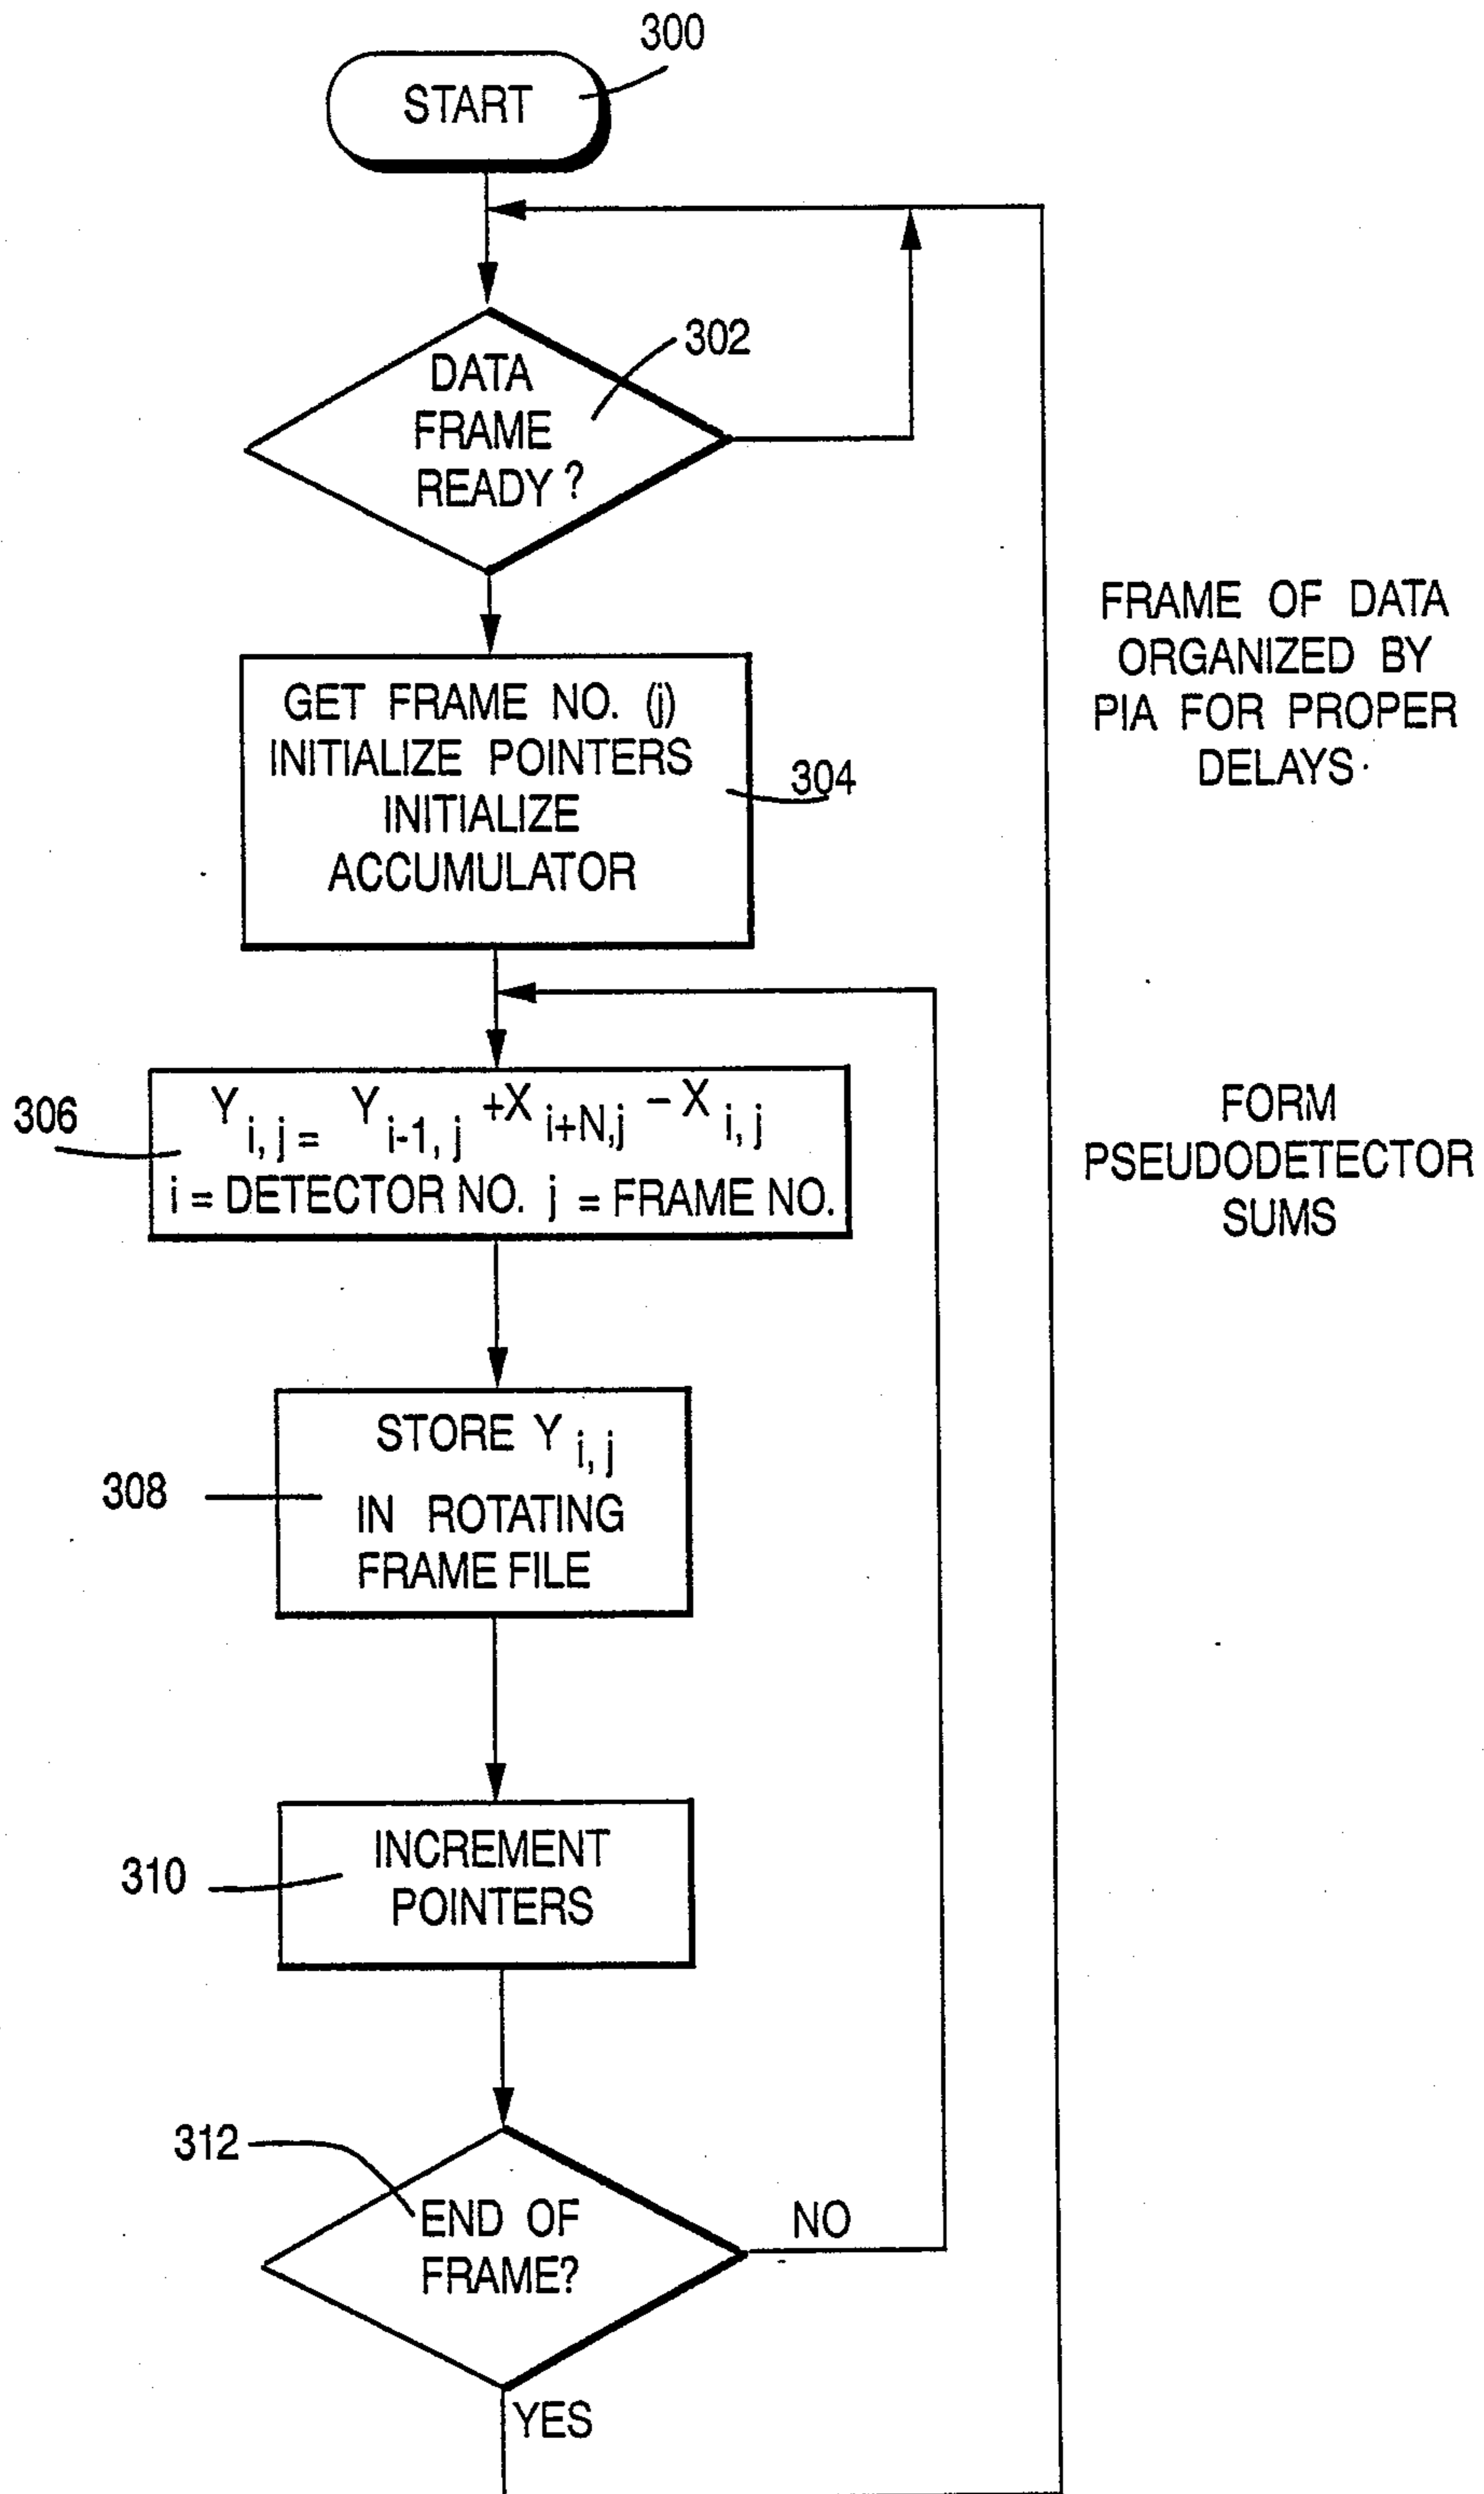 300
START
302
DATA
FRAME
READY?
FRAME OF DATA
ORGANIZED BY
PIA FOR PROPER
DELAYS
GET FRAME NO. (j)
INITIALIZE POINTERS
INITIALIZE
ACCUMULATOR
304
306
Y i, j = Y i-1, j +X i+N,j - X i, j
i = DETECTOR NO. j = FRAME NO.
FORM
PSEUDODETECTOR
SUMS
308
STORE Y i, j
IN ROTATING
FRAME FILE
310
INCREMENT
POINTERS
312
END OF
FRAME?
NO
YES